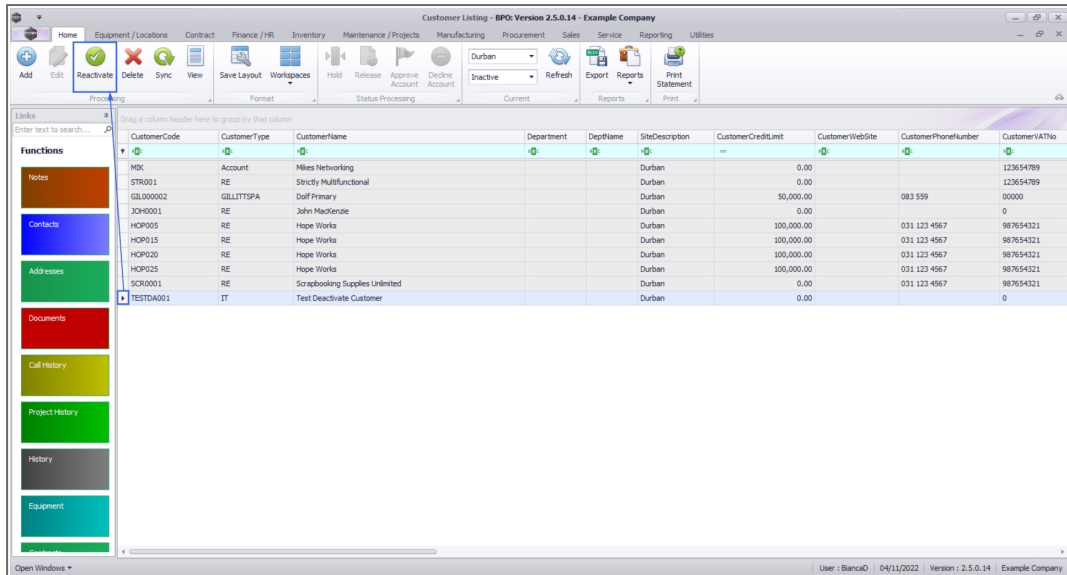 Customer Listing - BPO: Version 2.5.0.14 - Example Company
Home Equipment / Locations Contract Finance / HR Inventory Maintenance / Projects Manufacturing Procurement Sales Service Reporting Utilities
Add Edit Reactivate Delete Sync View Save Layout Workspaces Hold Release Approve Account Decline Account Durban Inactive Refresh Export Reports Print Statement
Processing Format Status Processing Current Reports Print
Links
Drag a column header here to group by that column
Enter text to search...
CustomerCode CustomerType CustomerName Department DeptName SiteDescription CustomerCreditLimit CustomerWebSite CustomerPhoneNumber CustomerVATNo
Functions
MIK Account Mikes Networking Durban 0.00 123654789
STR001 RE Strictly Multifunctional Durban 0.00 123654789
GIL000002 GILLITTSPA Dolf Primary Durban 50,000.00 083 559 00000
JOH0001 RE John MacKenzie Durban 0.00 0
HOP005 RE Hope Works Durban 100,000.00 031 123 4567 987654321
HOP015 RE Hope Works Durban 100,000.00 031 123 4567 987654321
HOP020 RE Hope Works Durban 100,000.00 031 123 4567 987654321
HOP025 RE Hope Works Durban 100,000.00 031 123 4567 987654321
SCR0001 RE Scrapbooking Supplies Unlimited Durban 0.00 031 123 4567 987654321
TESTDA001 IT Test Deactivate Customer Durban 0.00 0
Notes
Contacts
Addresses
Documents
Call History
Project History
History
Equipment
Contracts
Open Windows
User : BiancaD 04/11/2022 Version : 2.5.0.14 Example Company